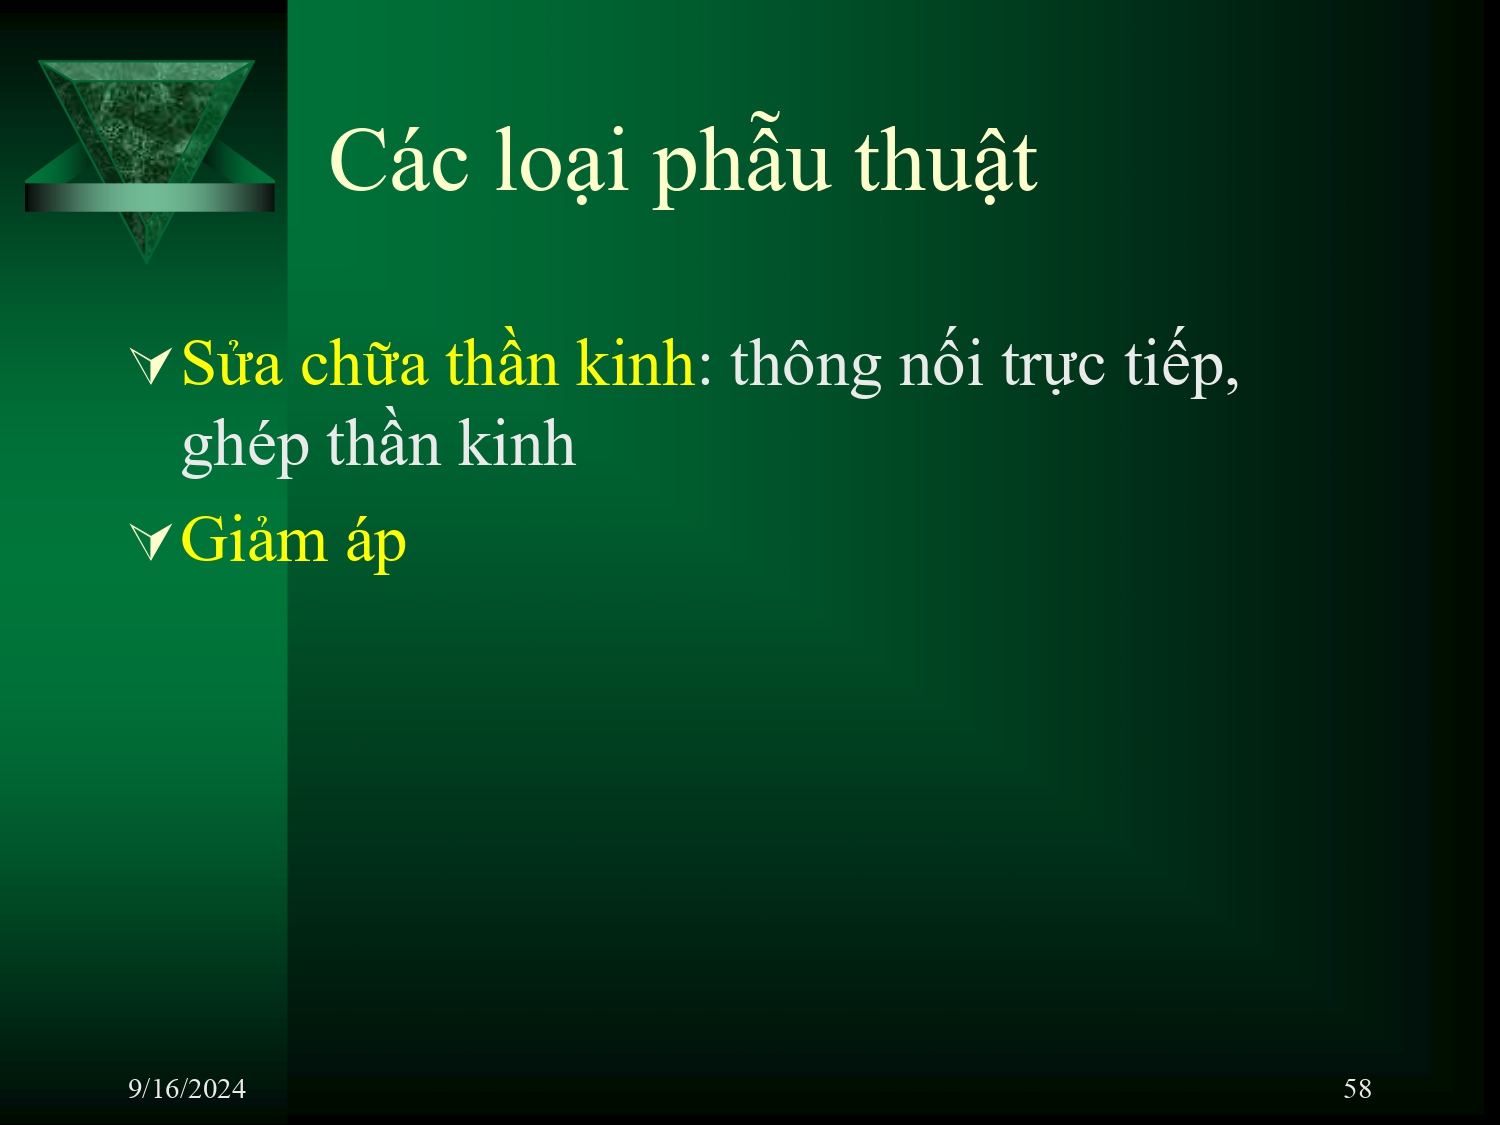 Các loại phẫu thuật
Sửa chữa thần kinh: thông nối trực tiếp,
ghép thần kinh
Giảm áp
9/16/2024
58